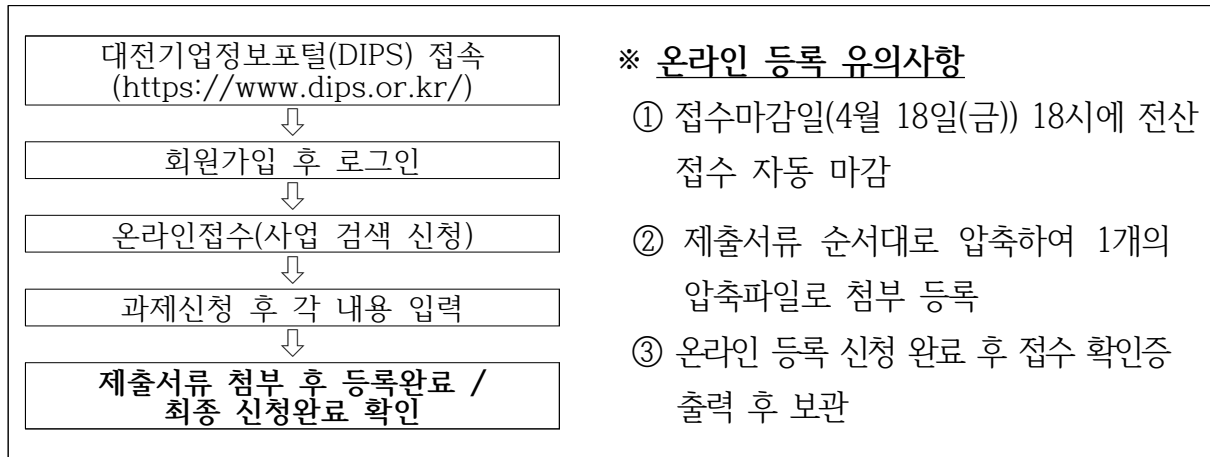 대전기업정보포털(DIPS) 접속
(https://www.dips.or.kr/)
회원가입 후 로그인
온라인접수(사업 검색 신청)
과제신청 후 각 내용 입력
제출서류 첨부 후 등록완료 /
최종 신청완료 확인
※ 온라인 등록 유의사항
① 접수마감일(4월 18일(금)) 18시에 전산
접수 자동 마감
② 제출서류 순서대로 압축하여 1개의
압축파일로 첨부 등록
③ 온라인 등록 신청 완료 후 접수 확인증
출력 후 보관